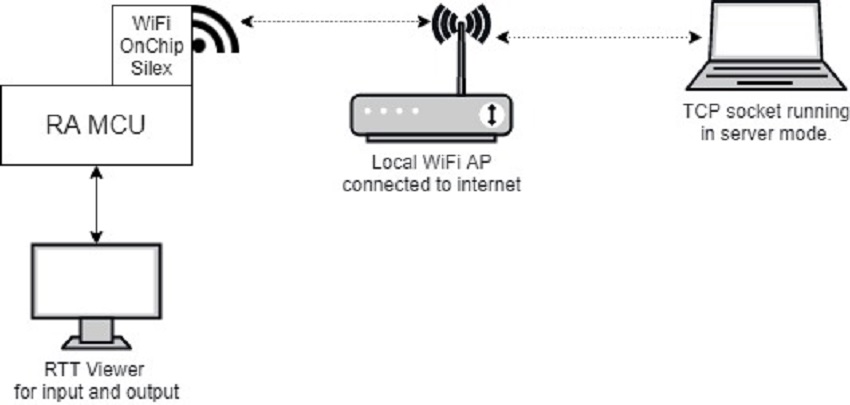 WiFi
OnChip
Silex
RA MCU
Local WiFi AP
connected to internet
TCP socket running
in server mode.
RTT Viewer
for input and output